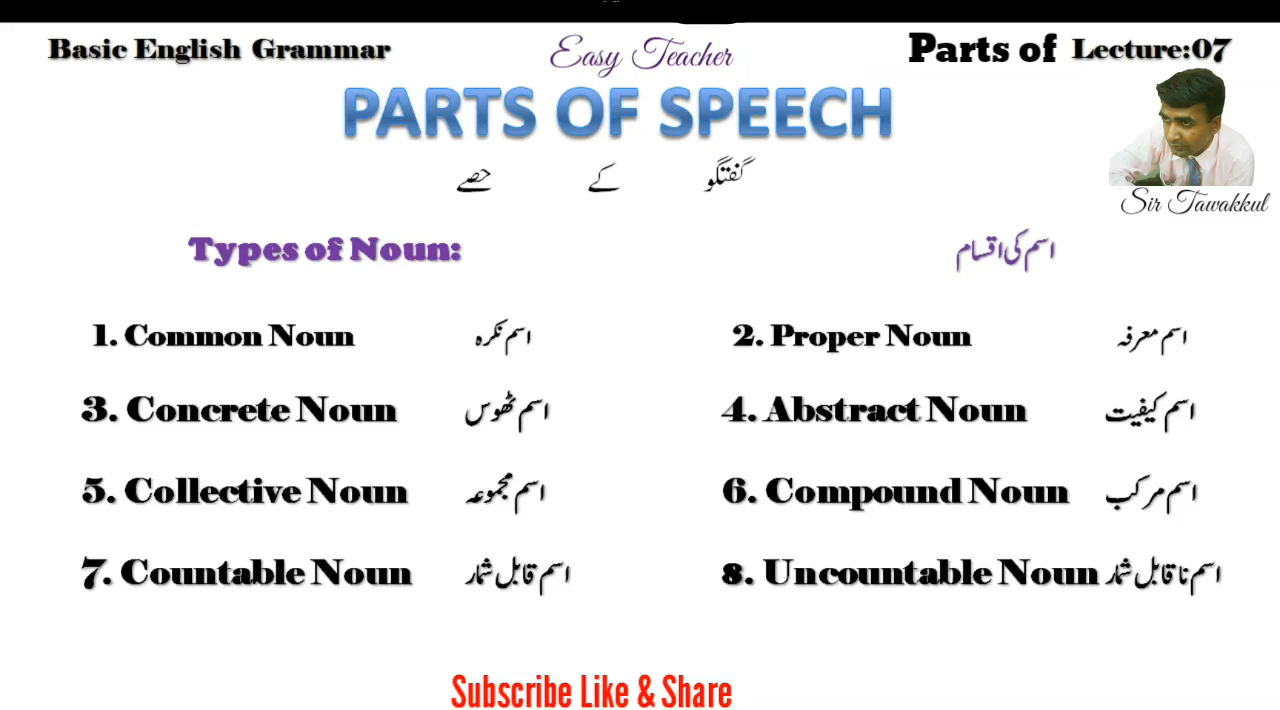 Basic English Grammar Easy Teacher Parts of Lecture:07
PARTS OF SPEECH
گفتگو کے حصے
Sir Tawakkul
Types of Noun: اسم کی اقسام
1. Common Noun اسم نکرہ 2. Proper Noun اسم معرفہ
3. Concrete Noun اسم ٹھوس 4. Abstract Noun اسم کیفیت
5. Collective Noun اسم مجموعہ 6. Compound Noun اسم مرکب
7. Countable Noun اسم قابل شمار 8. Uncountable Noun اسم نا قابل شمار
Subscribe Like & Share